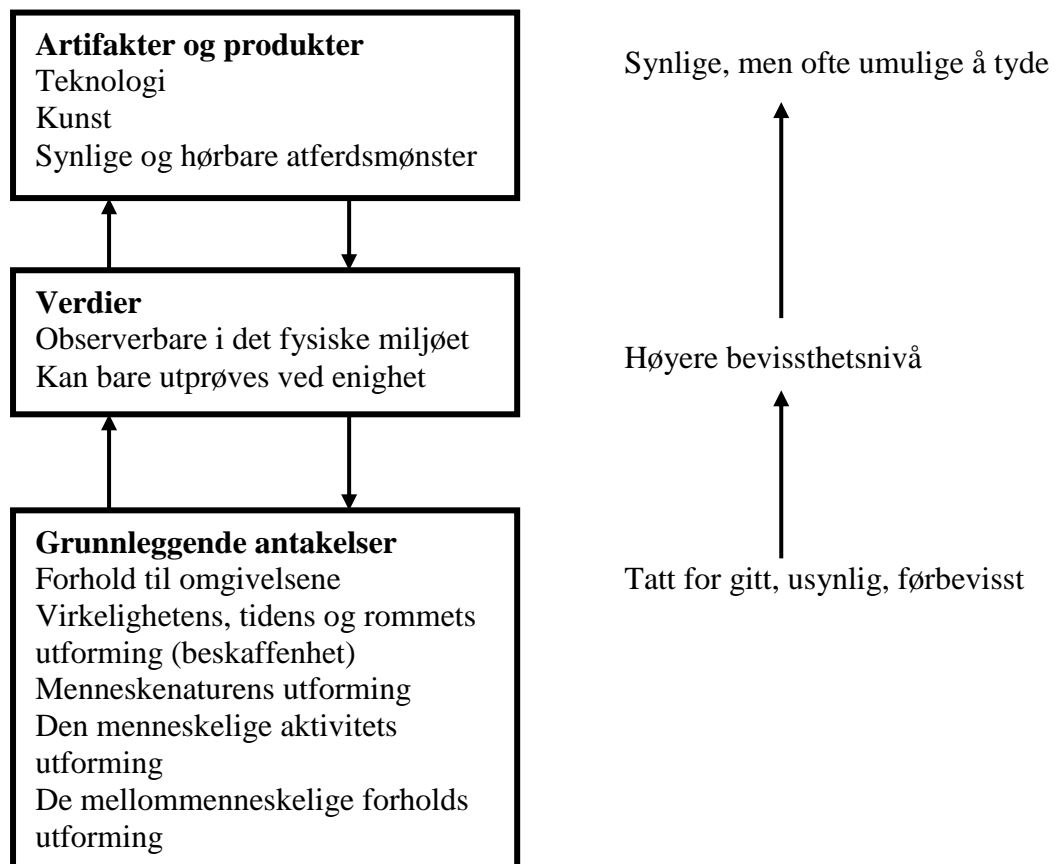 Artifakter og produkter
Teknologi
Kunst
Synlige og hørbare atferdsmønster
Synlige, men ofte umulige å tyde
Verdier
Observerbare i det fysiske miljøet
Kan bare utprøves ved enighet
Høyere bevissthetsnivå
Grunnleggende antakelser
Forhold til omgivelsene
Virkelighetens, tidens og rommets
utforming (beskaffenhet)
Menneskenaturens utforming
Den menneskelige aktivitets
utforming
De mellommenneskelige forholds
utforming
Tatt for gitt, usynlig, førbevisst